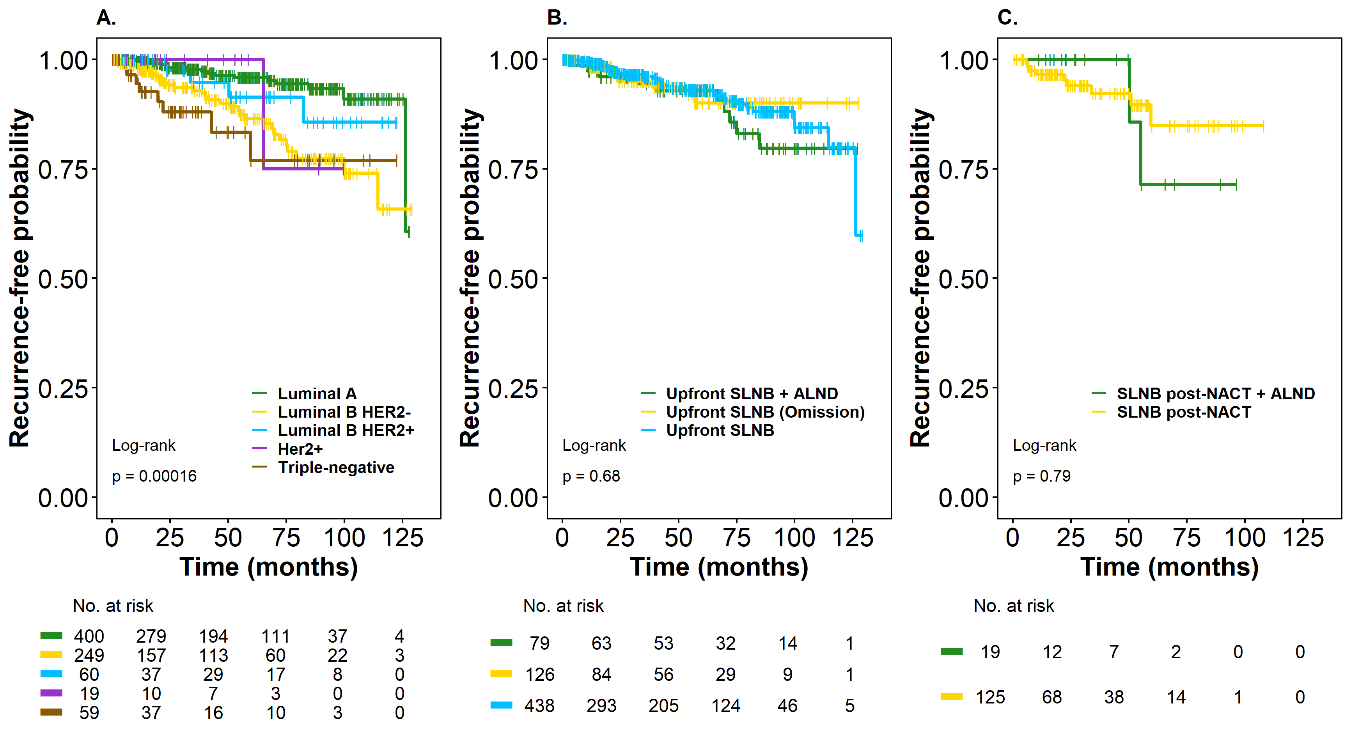 A.
Recurrence-free probability
1.00
0.75
0.50
0.25
0.00
Luminal A
Luminal B HER2-
Luminal B HER2+
Her2+
Triple-negative
Log-rank
p = 0.00016
0 25 50 75 100 125
Time (months)
No. at risk
400 279 194 111 37 4
249 157 113 60 22 3
60 37 29 17 8 0
19 10 7 3 0 0
59 37 16 10 3 0
B.
Recurrence-free probability
1.00
0.75
0.50
0.25
0.00
Upfront SLNB + ALND
Upfront SLNB (Omission)
Upfront SLNB
Log-rank
p = 0.68
0 25 50 75 100 125
Time (months)
No. at risk
79 63 53 32 14 1
126 84 56 29 9 1
438 293 205 124 46 5
C.
Recurrence-free probability
1.00
0.75
0.50
0.25
0.00
SLNB post-NACT + ALND
SLNB post-NACT
Log-rank
p = 0.79
0 25 50 75 100 125
Time (months)
No. at risk
19 12 7 2 0 0
125 68 38 14 1 0